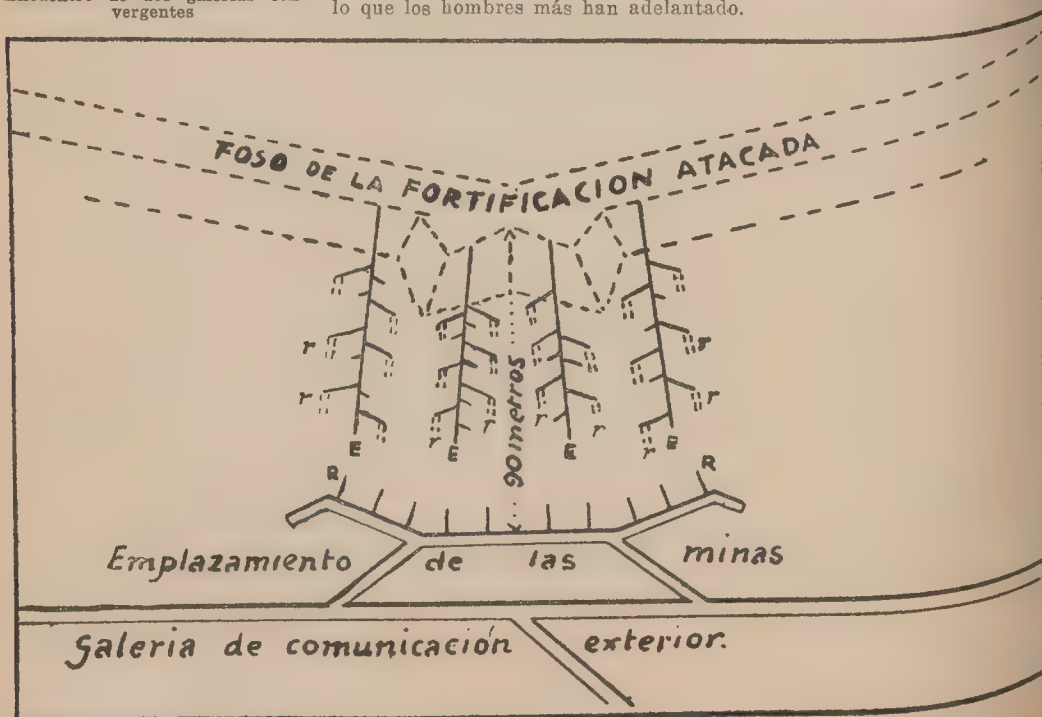 vergentes
lo que los hombres más han adelantado.
FOSO DE LA FORTIFICACION ATACADA
r
r
r
r
r
r
r
r
r
E
E
E
E
90 metros
R
R
Emplazamiento de las minas
Galeria de comunicación exterior.